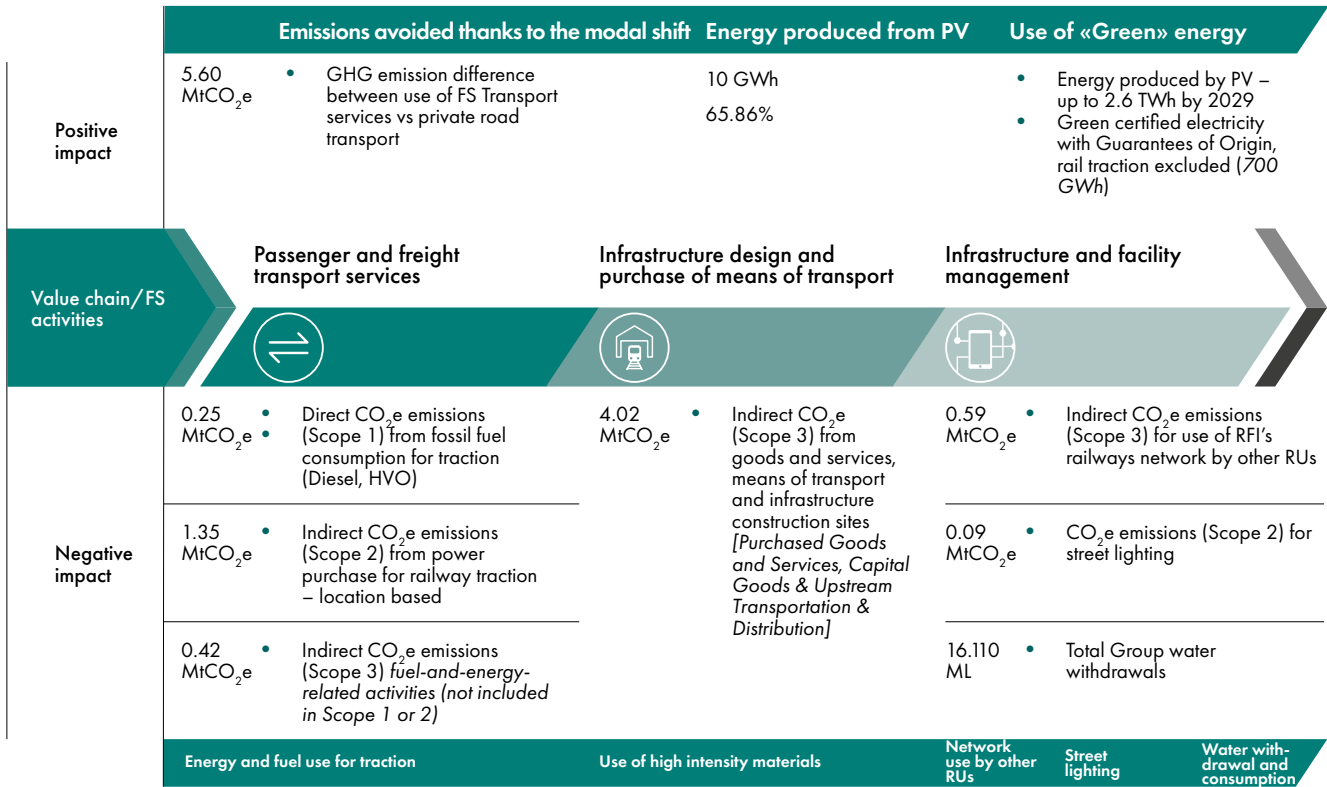 Emissions avoided thanks to the modal shift
Energy produced from PV
Use of «Green» energy
Positive
impact
5.60
MtCO₂e
• GHG emission difference
between use of FS Transport
services vs private road
transport
10 GWh
65.86%
• Energy produced by PV –
up to 2.6 TWh by 2029
• Green certified electricity
with Guarantees of Origin,
rail traction excluded (700
GWh)
Value chain/FS
activities
Passenger and freight
transport services
Infrastructure design and
purchase of means of transport
Infrastructure and facility
management
Negative
impact
0.25
MtCO₂e
• Direct CO₂e emissions
• (Scope 1) from fossil fuel
consumption for traction
(Diesel, HVO)
1.35
MtCO₂e
• Indirect CO₂e emissions
(Scope 2) from power
purchase for railway traction
– location based
0.42
MtCO₂e
• Indirect CO₂e emissions
(Scope 3) fuel-and-energy-
related activities (not included
in Scope 1 or 2)
4.02
MtCO₂e
• Indirect CO₂e
(Scope 3) from
goods and services,
means of transport
and infrastructure
construction sites
[Purchased Goods
and Services, Capital
Goods & Upstream
Transportation &
Distribution]
0.59
MtCO₂e
• Indirect CO₂e emissions
(Scope 3) for use of RFI's
railways network by other RUs
0.09
MtCO₂e
• CO₂e emissions (Scope 2) for
street lighting
16.110
ML
• Total Group water
withdrawals
Energy and fuel use for traction
Use of high intensity materials
Network
use by other
RUs
Street
lighting
Water with-
drawal and
consumption